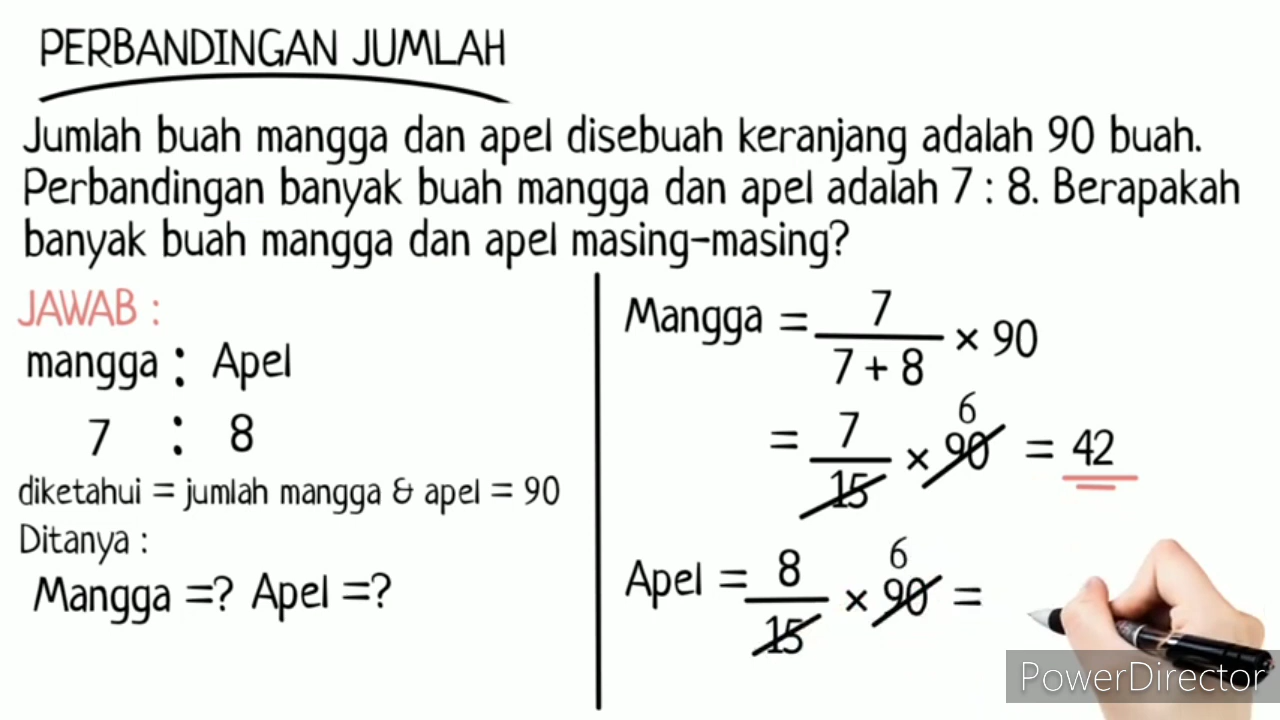 PERBANDINGAN JUMLAH
Jumlah buah mangga dan apel disebuah keranjang adalah 90 buah.
Perbandingan banyak buah mangga dan apel adalah 7 : 8. Berapakah
banyak buah mangga dan apel masing-masing?
JAWAB :
mangga : Apel
7 : 8
diketahui = jumlah mangga & apel = 90
Ditanya :
Mangga =? Apel =?
Mangga = 7
7 + 8
× 90
6
= 7
15
× 90 = 42
6
Apel = 8
15
× 90 =
PowerDirector